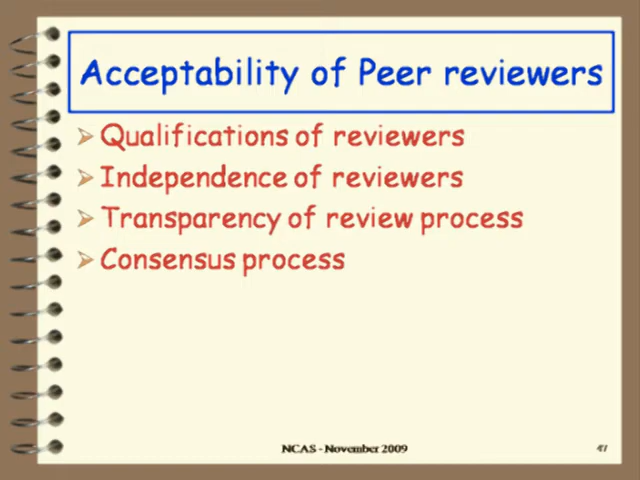 Acceptability of Peer reviewers
Qualifications of reviewers
Independence of reviewers
Transparency of review process
Consensus process
NCAS - November 2009
47